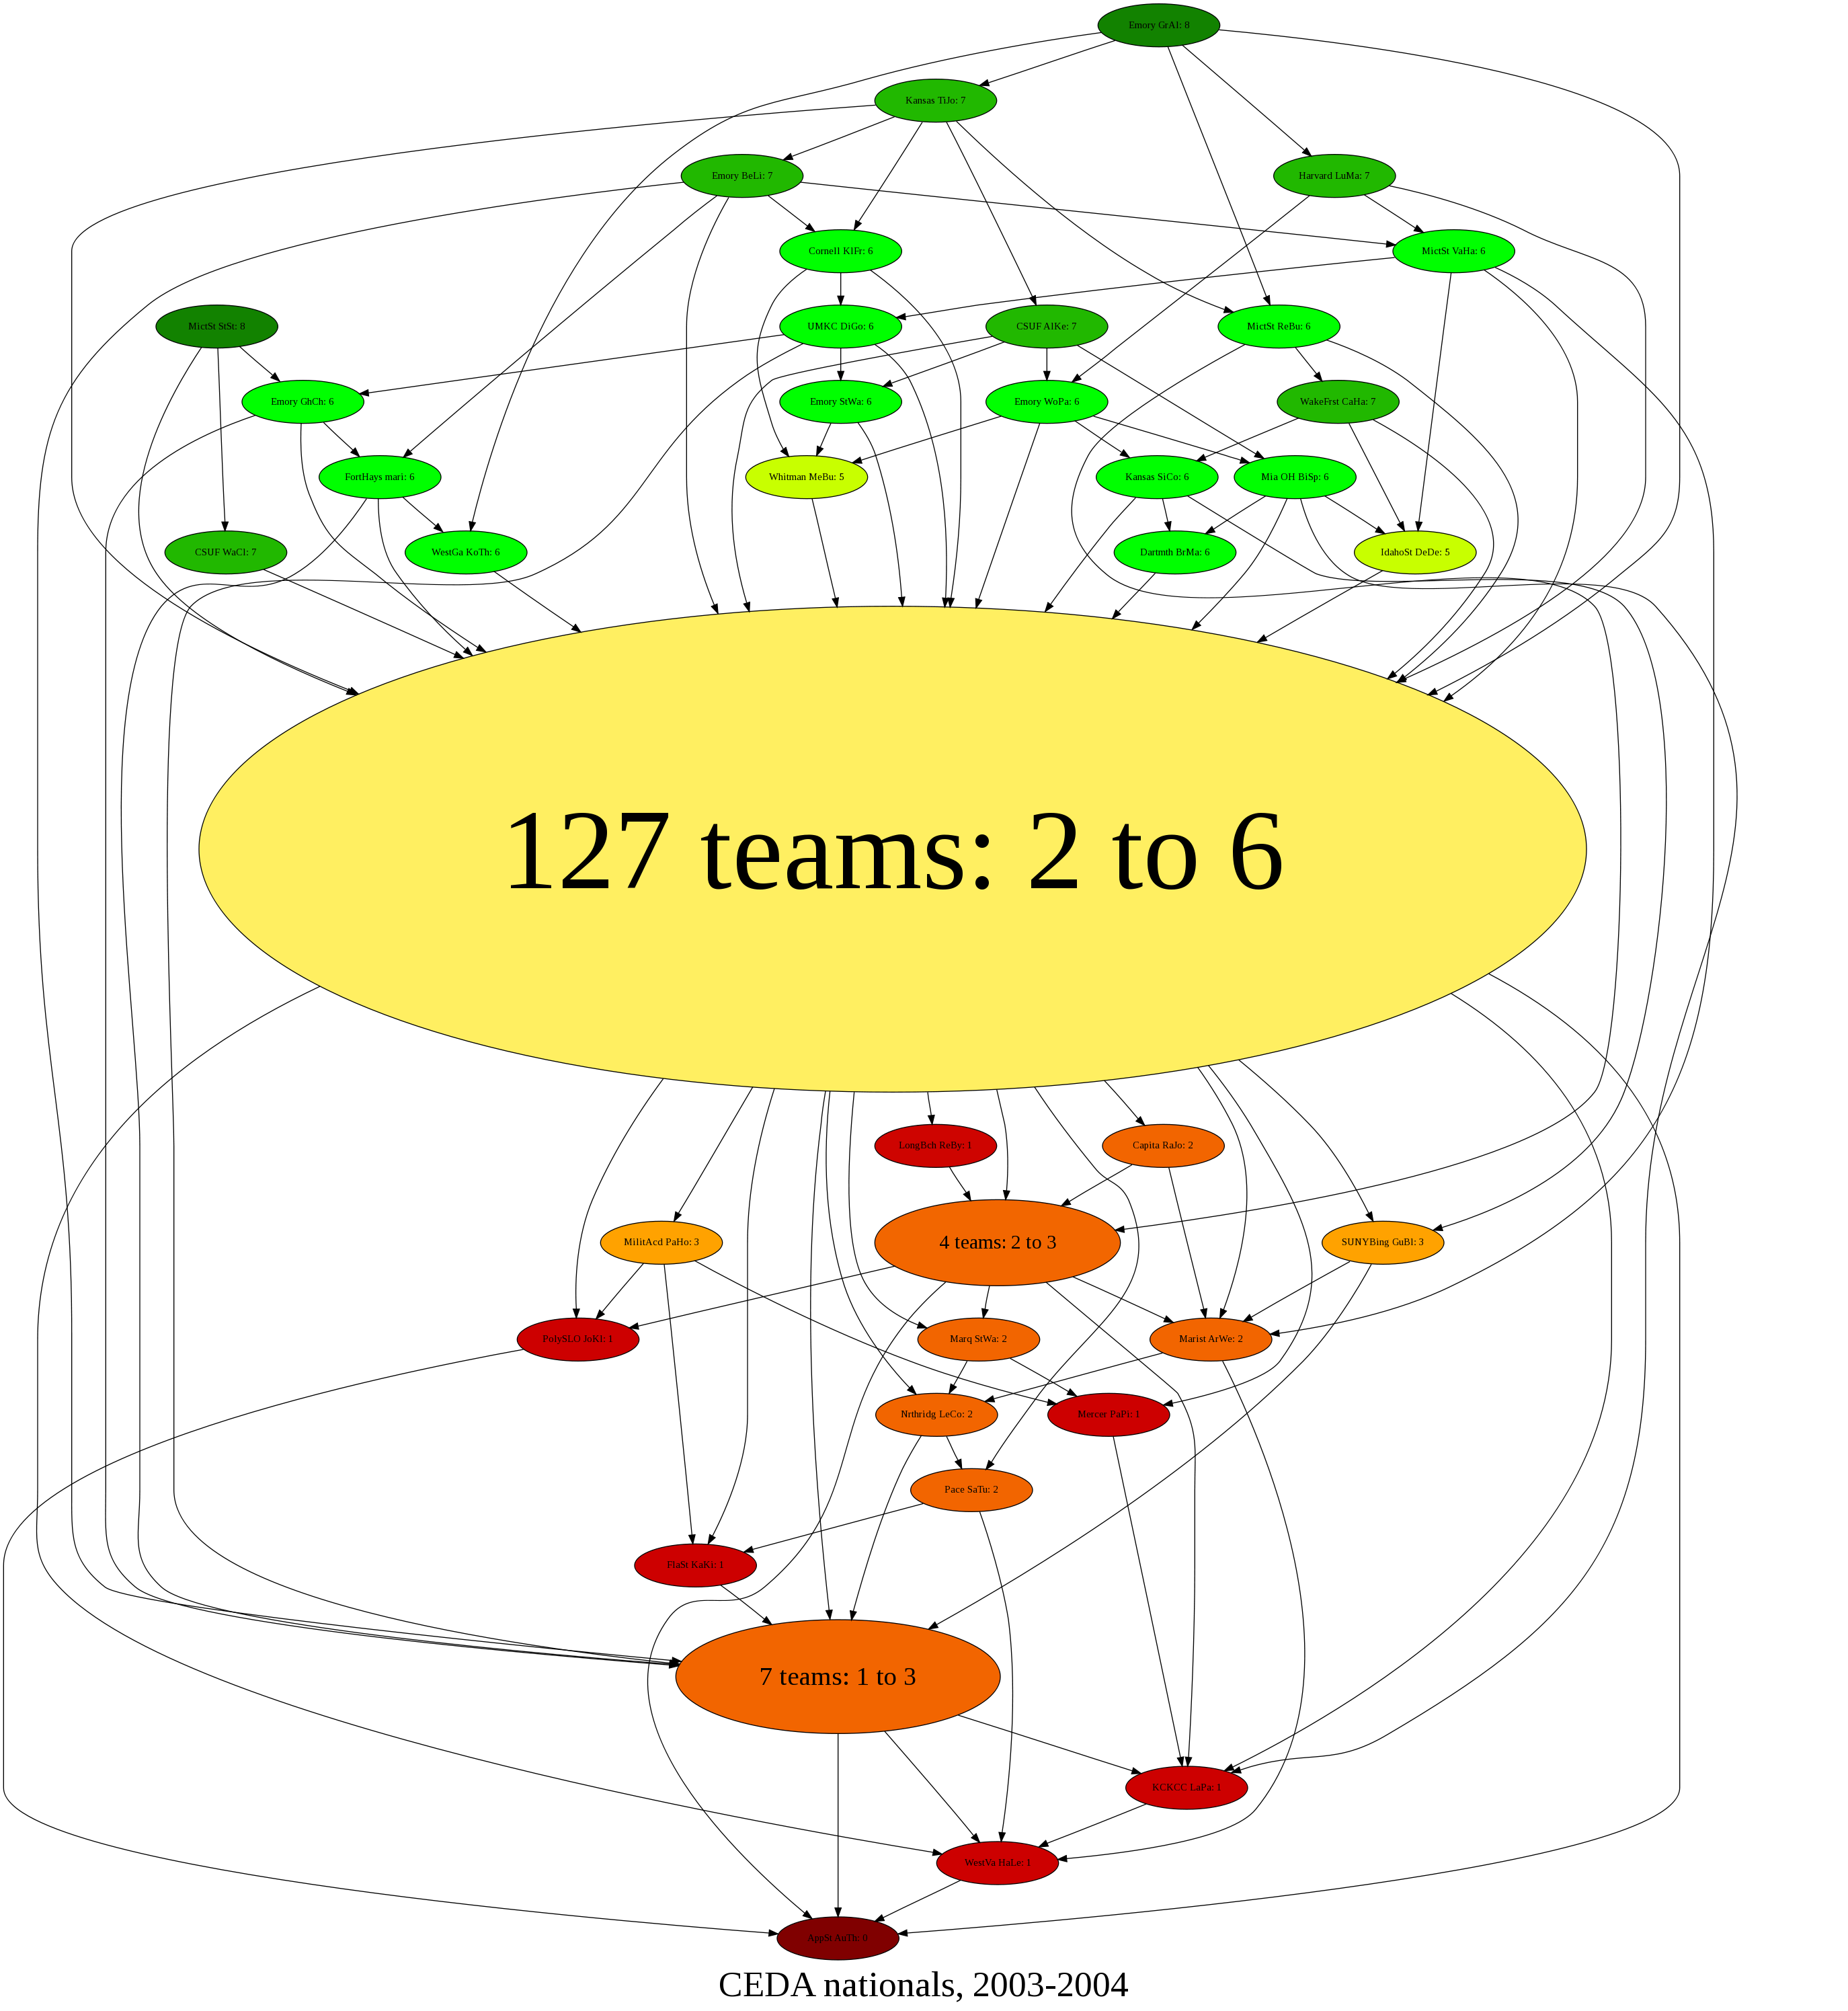 Emory GrAl: 8
Kansas TiJo: 7
Emory BeLi: 7
Harvard LuMa: 7
Cornell KlFr: 6
MictSt VaHa: 6
MictSt StSt: 8
UMKC DiGo: 6
CSUF AlKe: 7
MictSt ReBu: 6
Emory GhCh: 6
Emory StWa: 6
Emory WoPa: 6
WakeFrst CaHa: 7
FortHays mari: 6
Whitman MeBu: 5
Kansas SiCo: 6
Mia OH BiSp: 6
CSUF WaCl: 7
WestGa KoTh: 6
Dartmth BrMa: 6
IdahoSt DeDe: 5
127 teams: 2 to 6
LongBch ReBy: 1
Capita RaJo: 2
MilitAcd PaHo: 3
4 teams: 2 to 3
SUNYBing GuBl: 3
PolySLO JoKl: 1
Marq StWa: 2
Marist ArWe: 2
Nrthridg LeCo: 2
Mercer PaPi: 1
Pace SaTu: 2
FlaSt KaKr: 1
7 teams: 1 to 3
KCKCC LaPa: 1
WestVa HaLe: 1
AppSt AuTh: 0
CEDA nationals, 2003-2004